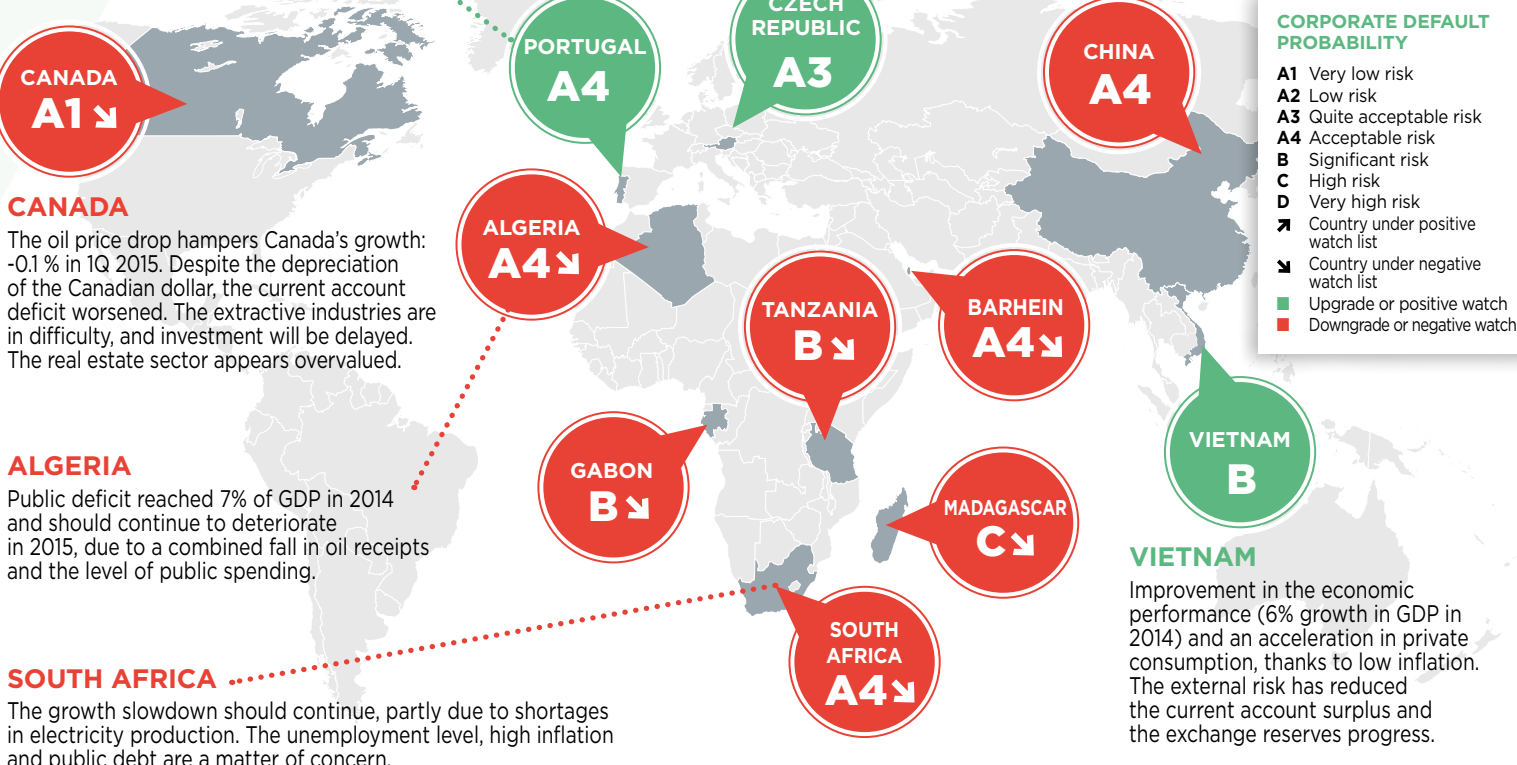 CANADA
A1
PORTUGAL
A4
CZECH
REPUBLIC
A3
CHINA
A4
CORPORATE DEFAULT
PROBABILITY
A1 Very low risk
A2 Low risk
A3 Quite acceptable risk
A4 Acceptable risk
B Significant risk
C High risk
D Very high risk
Country under positive
watch list
Country under negative
watch list
Upgrade or positive watch
Downgrade or negative watch
CANADA
The oil price drop hampers Canada’s growth:
-0.1 % in 1Q 2015. Despite the depreciation
of the Canadian dollar, the current account
deficit worsened. The extractive industries are
in difficulty, and investment will be delayed.
The real estate sector appears overvalued.
ALGERIA
A4
TANZANIA
B
BARHEIN
A4
ALGERIA
Public deficit reached 7% of GDP in 2014
and should continue to deteriorate
in 2015, due to a combined fall in oil receipts
and the level of public spending.
GABON
B
MADAGASCAR
C
VIETNAM
B
VIETNAM
Improvement in the economic
performance (6% growth in GDP in
2014) and an acceleration in private
consumption, thanks to low inflation.
The external risk has reduced
the current account surplus and
the exchange reserves progress.
SOUTH
AFRICA
A4
SOUTH AFRICA
The growth slowdown should continue, partly due to shortages
in electricity production. The unemployment level, high inflation
and public debt are a matter of concern.